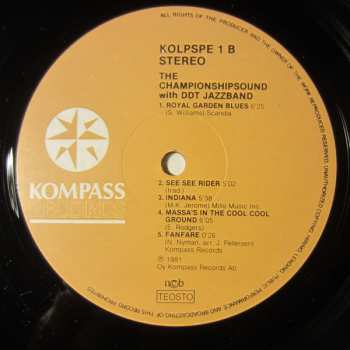 ALL RIGHTS OF THE PRODUCER AND OF THE OWNER OF THE WORK REPRODUCED RESERVED. UNAUTHORIZED COPYING, HIRING, LENDING, PUBLIC PERFORMANCE AND BROADCASTING OF THIS RECORD PROHIBITED.
KOLPSPE 1 B
STEREO
THE
CHAMPIONSHIPSOUND
with DDT JAZZBAND
1. ROYAL GARDEN BLUES 6'25
(S. Williams) Scandia
KOMPASS
RECORDS
2. SEE SEE RIDER 5'02
(trad.)
3. INDIANA 5'38
(M.K. Jerome) Mills Music Inc.
4. MASSA'S IN THE COOL COOL
GROUND 6'05
(E. Rodgers)
5. FANFARE 0'26
(N. Nyman, arr. J. Petersen)
Kompass Records
℗ 1981
Oy Kompass Records Ab
ncb
TEOSTO